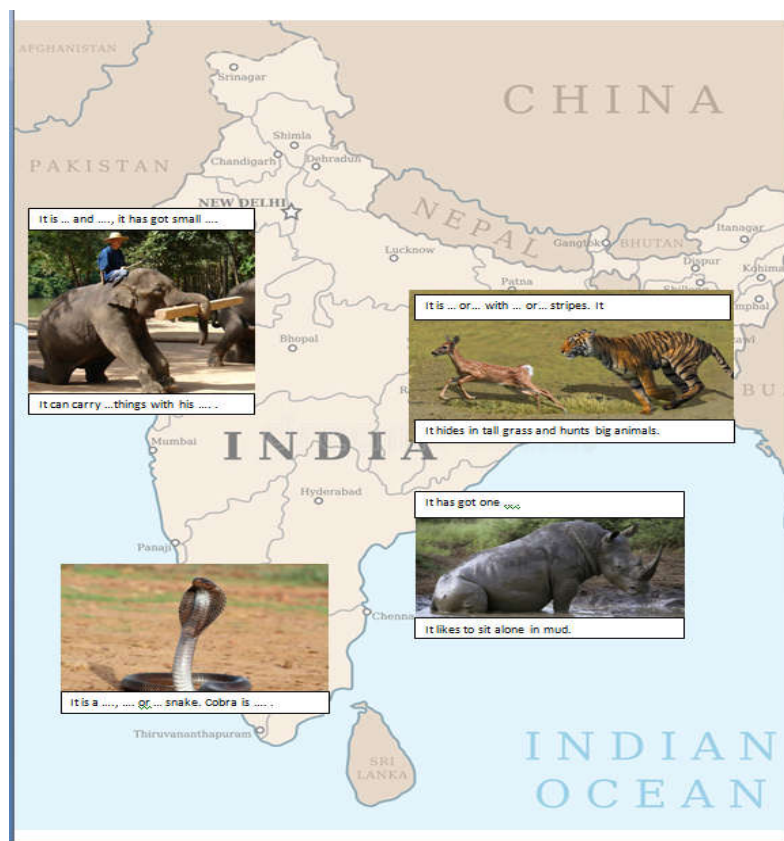 AFGHANISTAN
Srinagar
CHINA
Shimla
Chandigarh
Dehradun
PAKISTAN
NEW DELHI
NEPAL
It is ... and ...., it has got small ....
Lucknow
Gangtok
BHUTAN
Itanagar
Dispur
Kohima
Patna
It is ... or... with ... or... stripes. It
Bhopal
It can carry ...things with his .... .
It hides in tall grass and hunts big animals.
Mumbai
INDIA
Hyderabad
It has got one ...
Panaji
Chenna
It likes to sit alone in mud.
It is a ...., .... or ... snake. Cobra is .... .
Thiruvananthapuram
SRI
LANKA
INDIAN
OCEAN